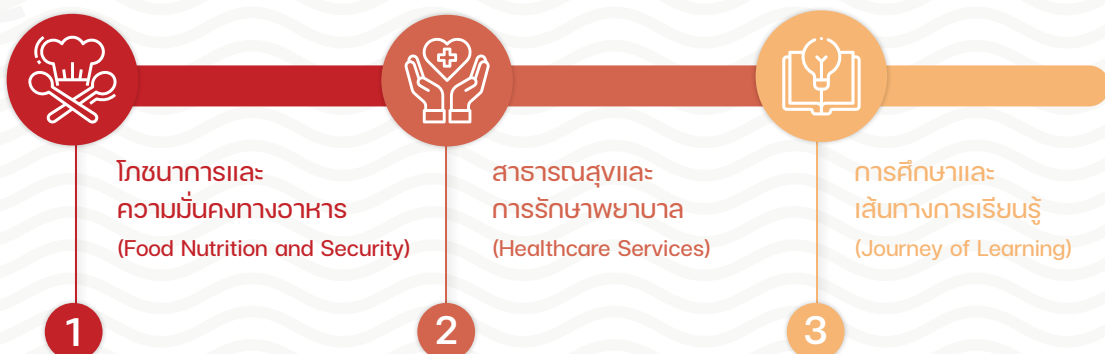 โภชนาการและ
ความมั่นคงทางอาหาร
(Food Nutrition and Security)
1
สาธารณสุขและ
การรักษาพยาบาล
(Healthcare Services)
2
การศึกษาและ
เส้นทางการเรียนรู้
(Journey of Learning)
3